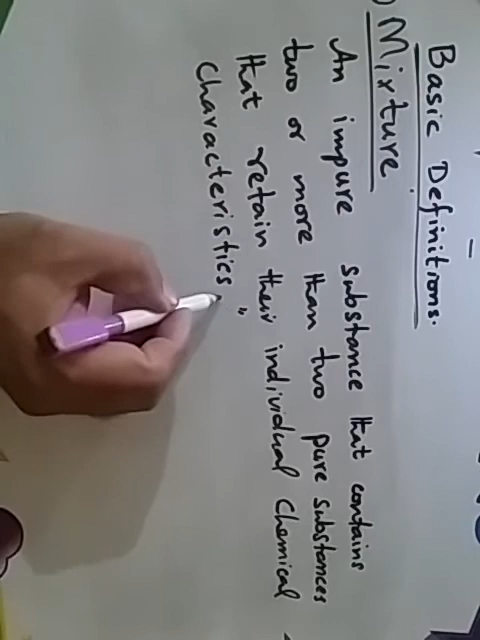 Basic Definitions.
) Mixture
An impure substance that contains
two or more than two pure substances
that retain their individual Chemical
Characteristics "